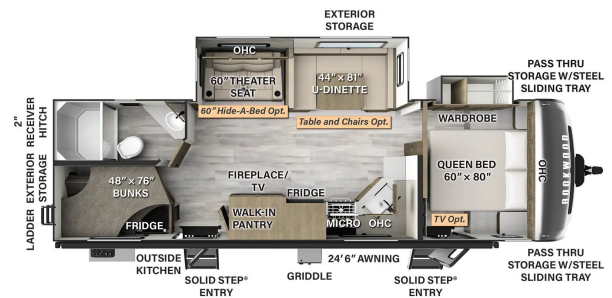 EXTERIOR
STORAGE
PASS THRU
STORAGE W/STEEL
SLIDING TRAY
OHC
60" THEATER
SEAT
60" Hide-A-Bed Opt.
44" x 81"
U-DINETTE
Table and Chairs Opt.
WARDROBE
QUEEN BED
60" x 80"
OHC
ROCKWOOD
TV Opt.
2"
RECEIVER
HITCH
EXTERIOR
STORAGE
LADDER
48" x 76"
BUNKS
FRIDGE
FIREPLACE/
TV
FRIDGE
WALK-IN
PANTRY
MICRO
OHC
OUTSIDE
KITCHEN
SOLID STEP®
ENTRY
GRIDDLE
24' 6" AWNING
SOLID STEP®
ENTRY
PASS THRU
STORAGE W/STEEL
SLIDING TRAY